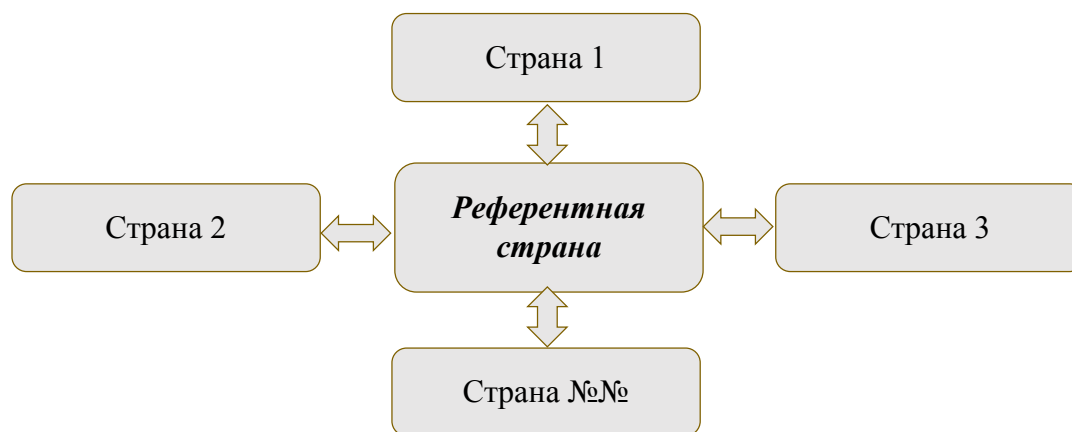 Страна 1
Страна 2
Референтная
страна
Страна 3
Страна №№